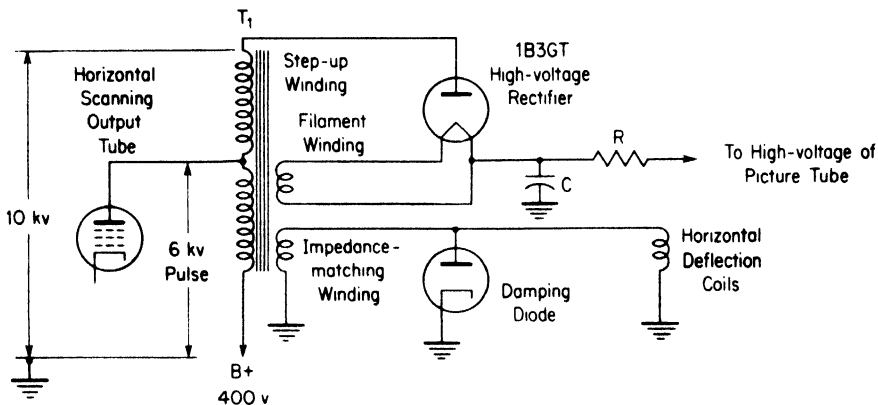 T1
1B3GT
High-voltage
Rectifier
Horizontal
Scanning
Output
Tube
Step-up
Winding
Filament
Winding
R
To High-voltage of
Picture Tube
C
10 kv
6 kv
Pulse
Impedance-
matching
Winding
Damping
Diode
Horizontal
Deflection
Coils
B+
400 v